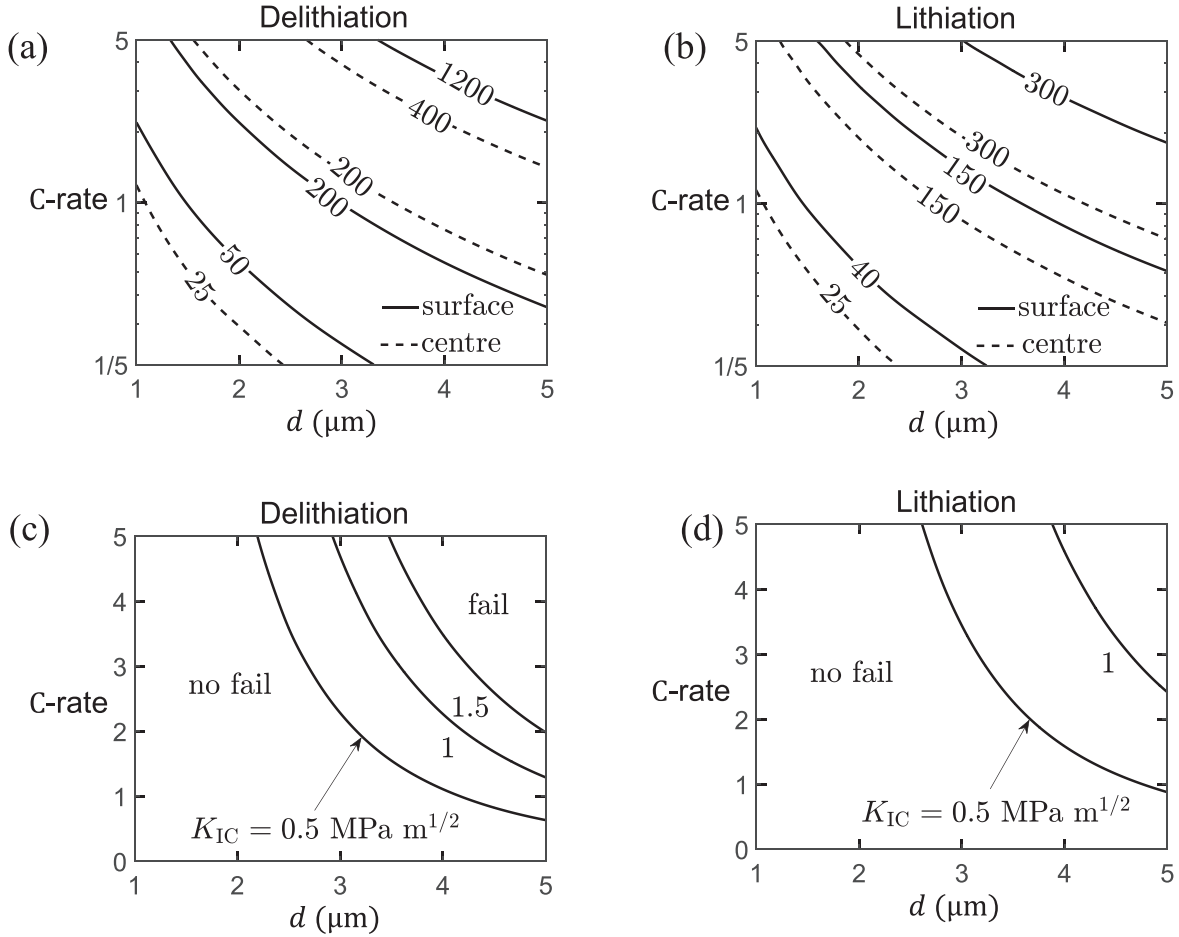 (a)
Delithiation
5
1200
400
200
200
C-rate 1
50
25
surface
centre
1/5
1 2 3 4 5
d (μm)
(b)
Lithiation
5
300
300
150
150
C-rate 1
40
25
surface
centre
1/5
1 2 3 4 5
d (μm)
(c)
Delithiation
5
4
fail
3
no fail
C-rate
1.5
2
1
1
K_IC = 0.5 MPa m^1/2
0
1 2 3 4 5
d (μm)
(d)
Lithiation
5
4
3
1
no fail
C-rate
2
1
K_IC = 0.5 MPa m^1/2
0
1 2 3 4 5
d (μm)